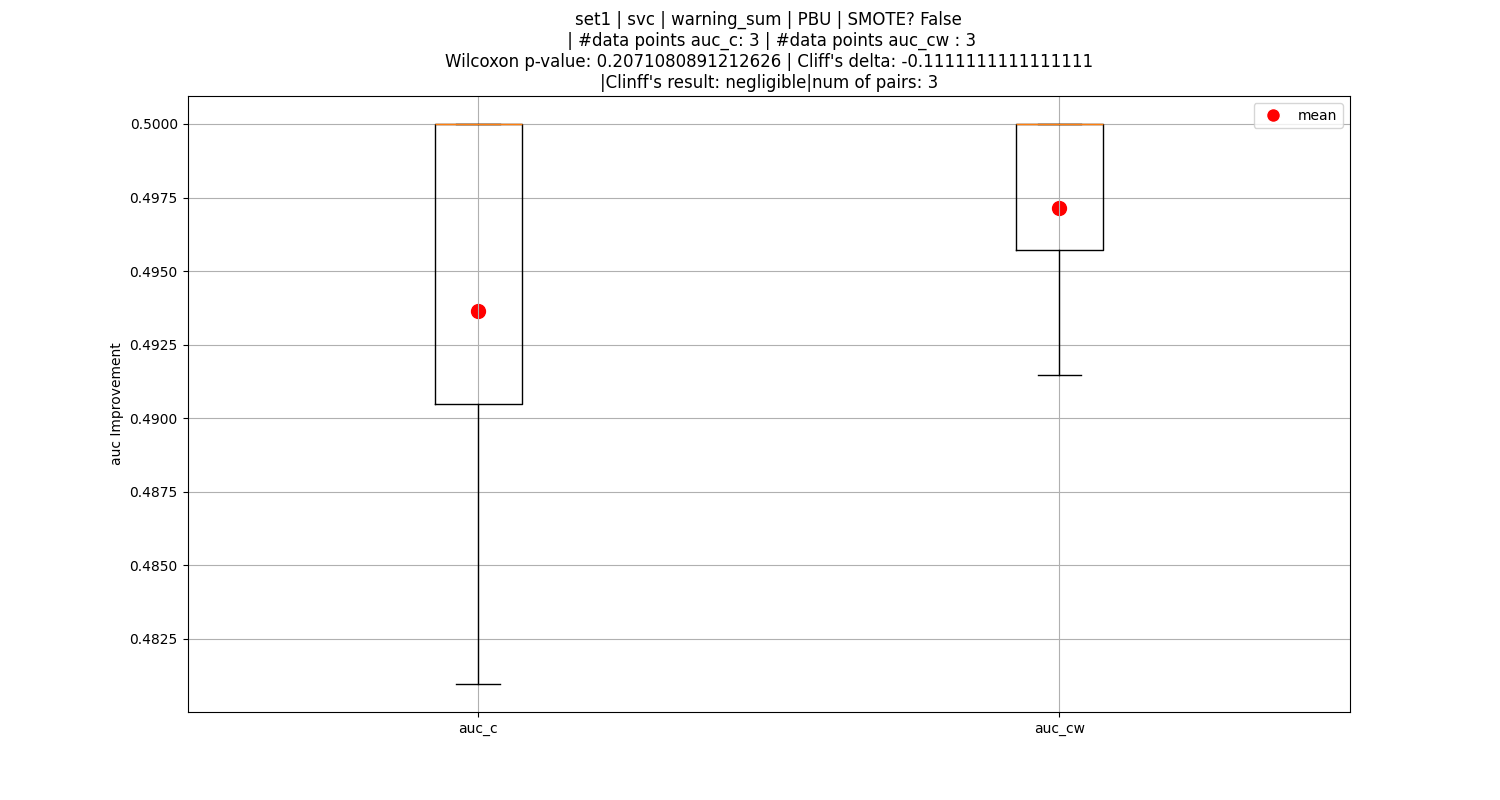 set1 | svc | warning_sum | PBU | SMOTE? False
| #data points auc_c: 3 | #data points auc_cw : 3
Wilcoxon p-value: 0.2071080891212626 | Cliff's delta: -0.1111111111111111
|Clinff's result: negligible|num of pairs: 3
mean
0.5000
0.4975
0.4950
0.4925
0.4900
0.4875
0.4850
0.4825
auc Improvement
auc_c
auc_cw